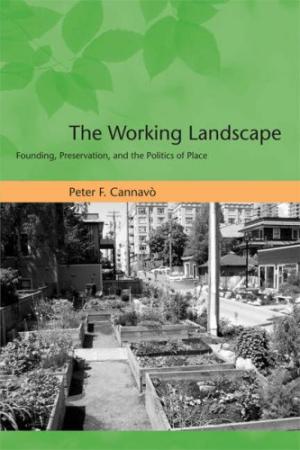 The Working Landscape
Founding, Preservation, and the Politics of Place
Peter F. Cannavò